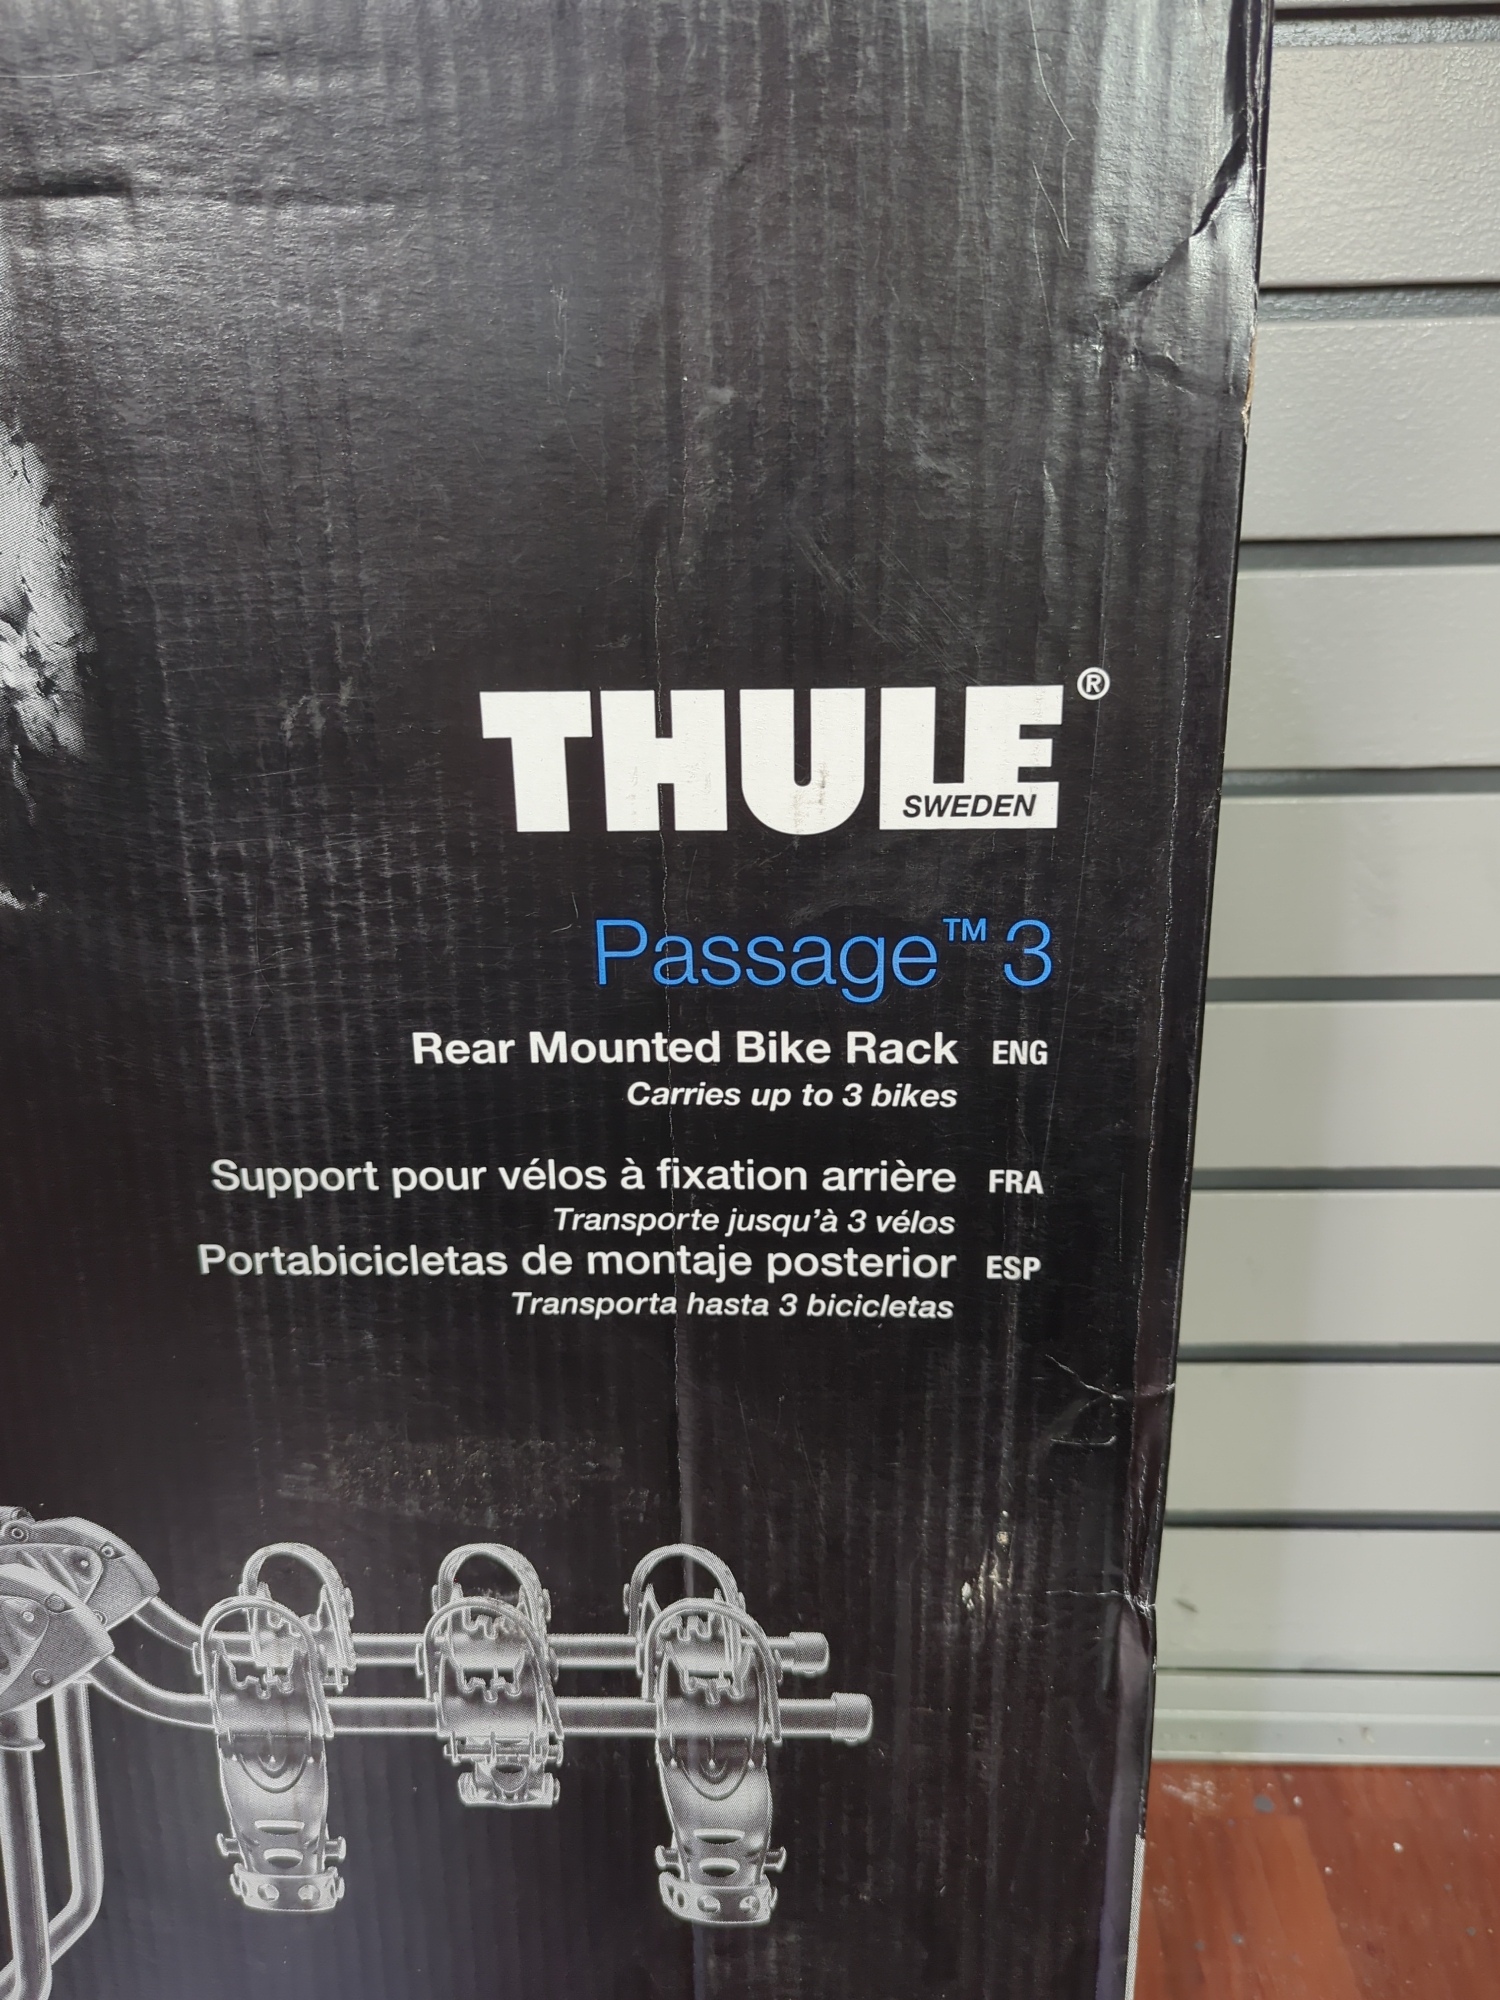 THULE®
SWEDEN
Passage™ 3
Rear Mounted Bike Rack ENG
Carries up to 3 bikes
Support pour vélos à fixation arrière FRA
Transporte jusqu'à 3 vélos
Portabicicletas de montaje posterior ESP
Transporta hasta 3 bicicletas